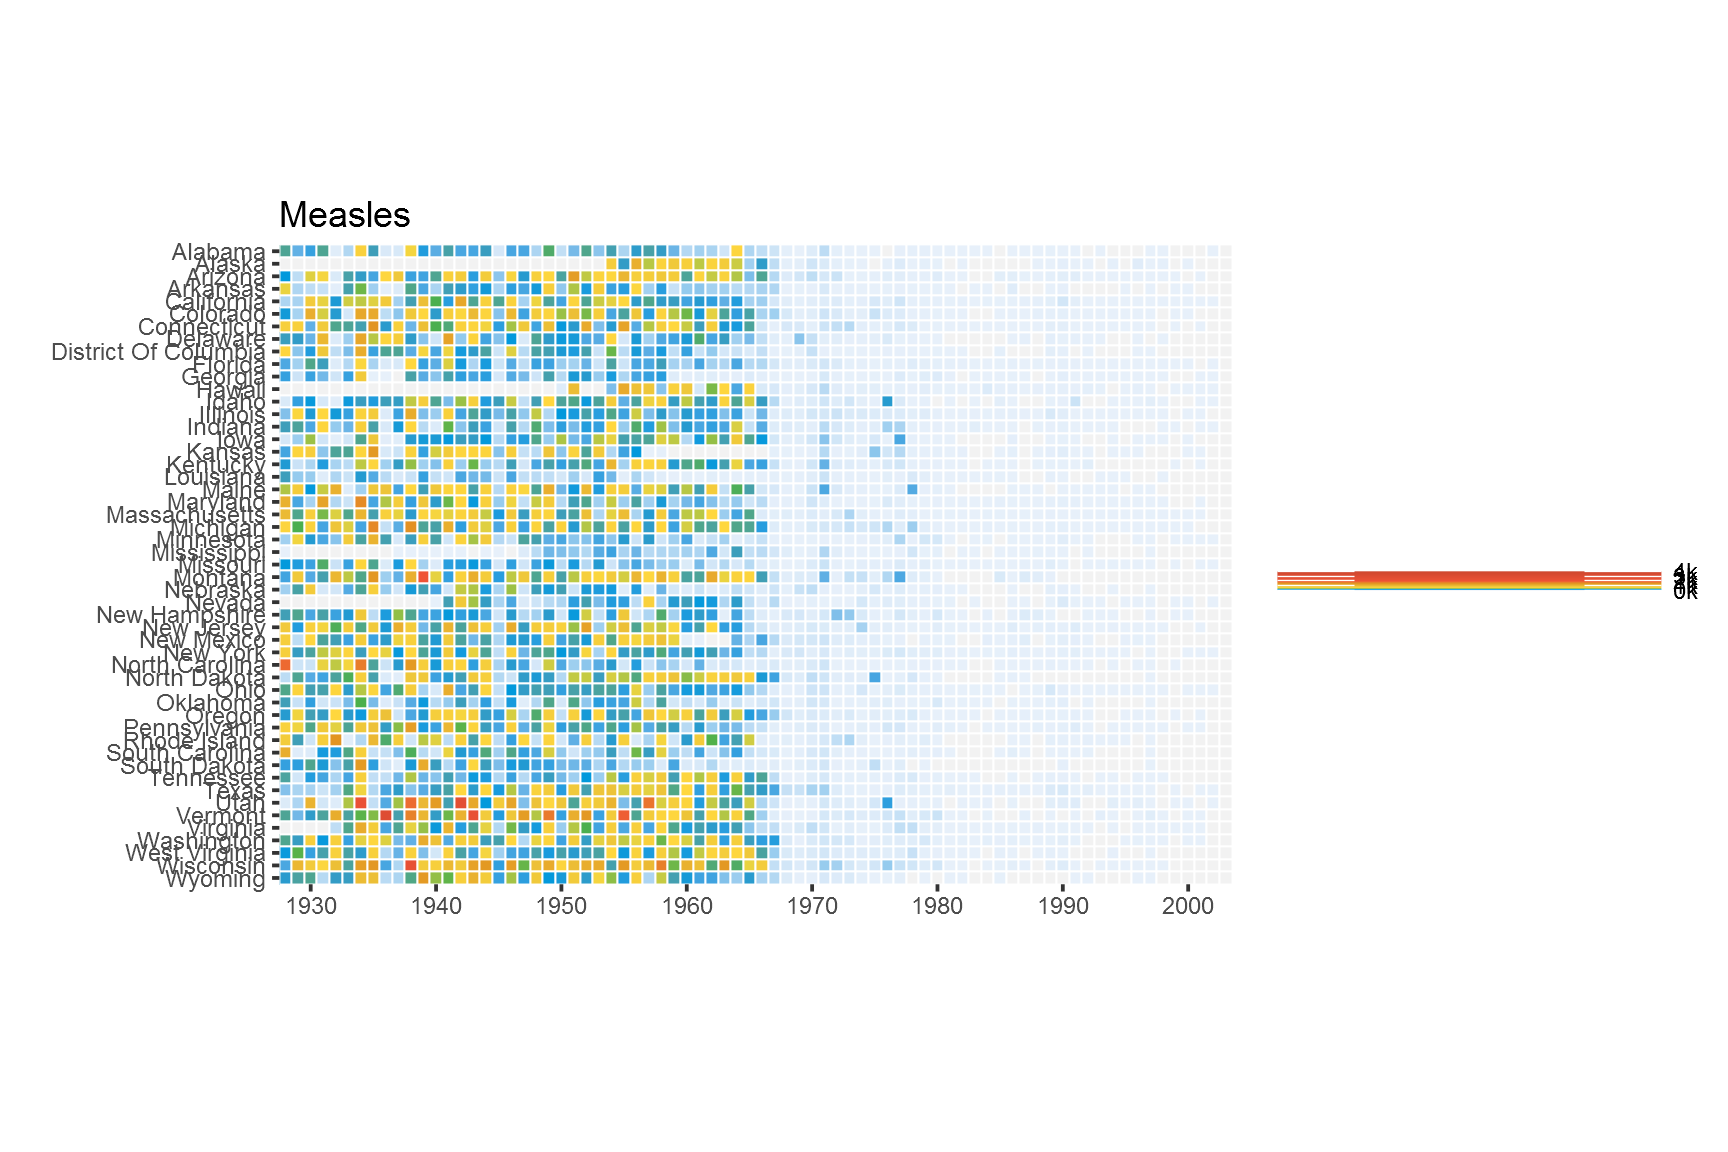 Measles
Alabama
Alaska
Arizona
Arkansas
California
Colorado
Connecticut
Delaware
District Of Columbia
Florida
Georgia
Hawaii
Idaho
Illinois
Indiana
Iowa
Kansas
Kentucky
Louisiana
Maine
Maryland
Massachusetts
Michigan
Minnesota
Mississippi
Missouri
Montana
Nebraska
Nevada
New Hampshire
New Jersey
New Mexico
New York
North Carolina
North Dakota
Ohio
Oklahoma
Oregon
Pennsylvania
Rhode Island
South Carolina
South Dakota
Tennessee
Texas
Utah
Vermont
Virginia
Washington
West Virginia
Wisconsin
Wyoming
1930 1940 1950 1960 1970 1980 1990 2000
4k
0k